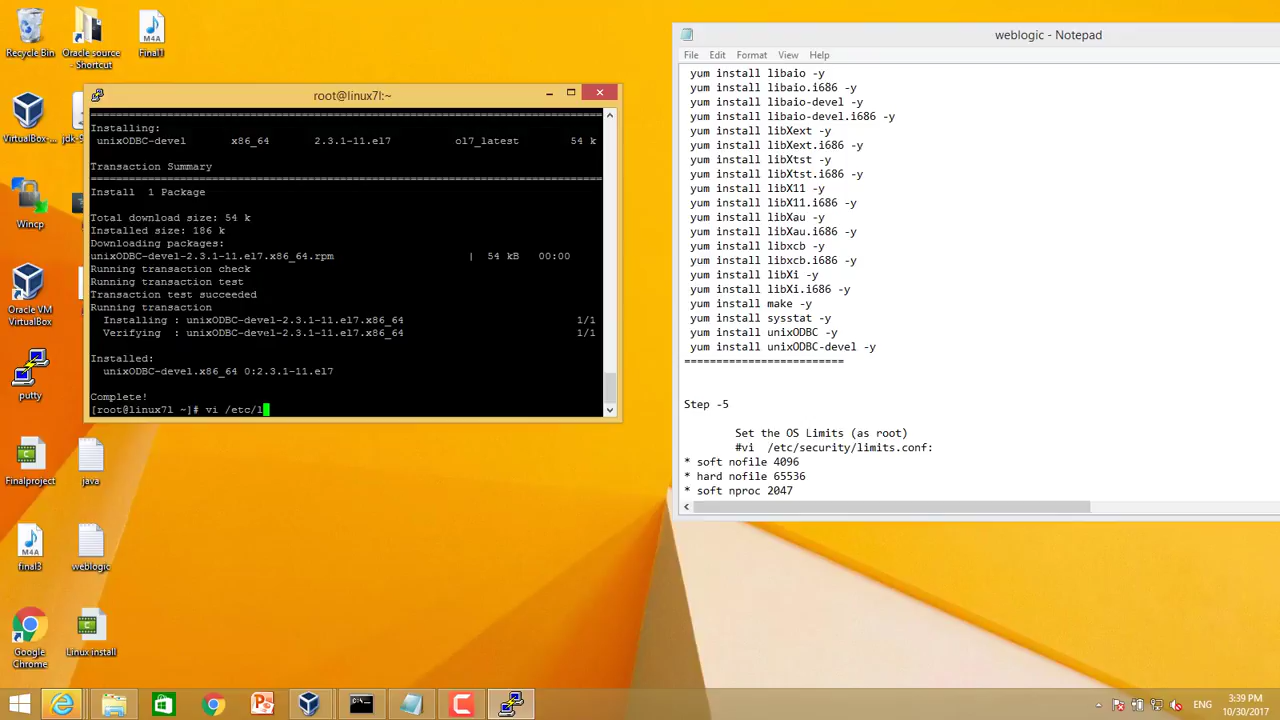 Recycle Bin
Oracle source - Shortcut
Final1
VirtualBox-...
jdk-
Wincp
Oracle VM VirtualBox
putty
Finalproject
java
final3
weblogic
Google Chrome
Linux install
root@linux7l:~
Installing:
unixODBC-devel x86_64 2.3.1-11.el7 ol7_latest 54 k
Transaction Summary
Install 1 Package
Total download size: 54 k
Installed size: 186 k
Downloading packages:
unixODBC-devel-2.3.1-11.el7.x86_64.rpm | 54 kB 00:00
Running transaction check
Running transaction test
Transaction test succeeded
Running transaction
Installing : unixODBC-devel-2.3.1-11.el7.x86_64 1/1
Verifying : unixODBC-devel-2.3.1-11.el7.x86_64 1/1
Installed:
unixODBC-devel.x86_64 0:2.3.1-11.el7
Complete!
[root@linux7l ~]# vi /etc/l
weblogic - Notepad
File Edit Format View Help
yum install libaio -y
yum install libaio.i686 -y
yum install libaio-devel -y
yum install libaio-devel.i686 -y
yum install libXext -y
yum install libXext.i686 -y
yum install libXtst -y
yum install libXtst.i686 -y
yum install libX11 -y
yum install libX11.i686 -y
yum install libXau -y
yum install libXau.i686 -y
yum install libxcb -y
yum install libxcb.i686 -y
yum install libXi -y
yum install libXi.i686 -y
yum install make -y
yum install sysstat -y
yum install unixODBC -y
yum install unixODBC-devel -y
========================
Step -5
Set the OS Limits (as root)
#vi /etc/security/limits.conf:
* soft nofile 4096
* hard nofile 65536
* soft nproc 2047
ENG
3:39 PM
10/30/2017